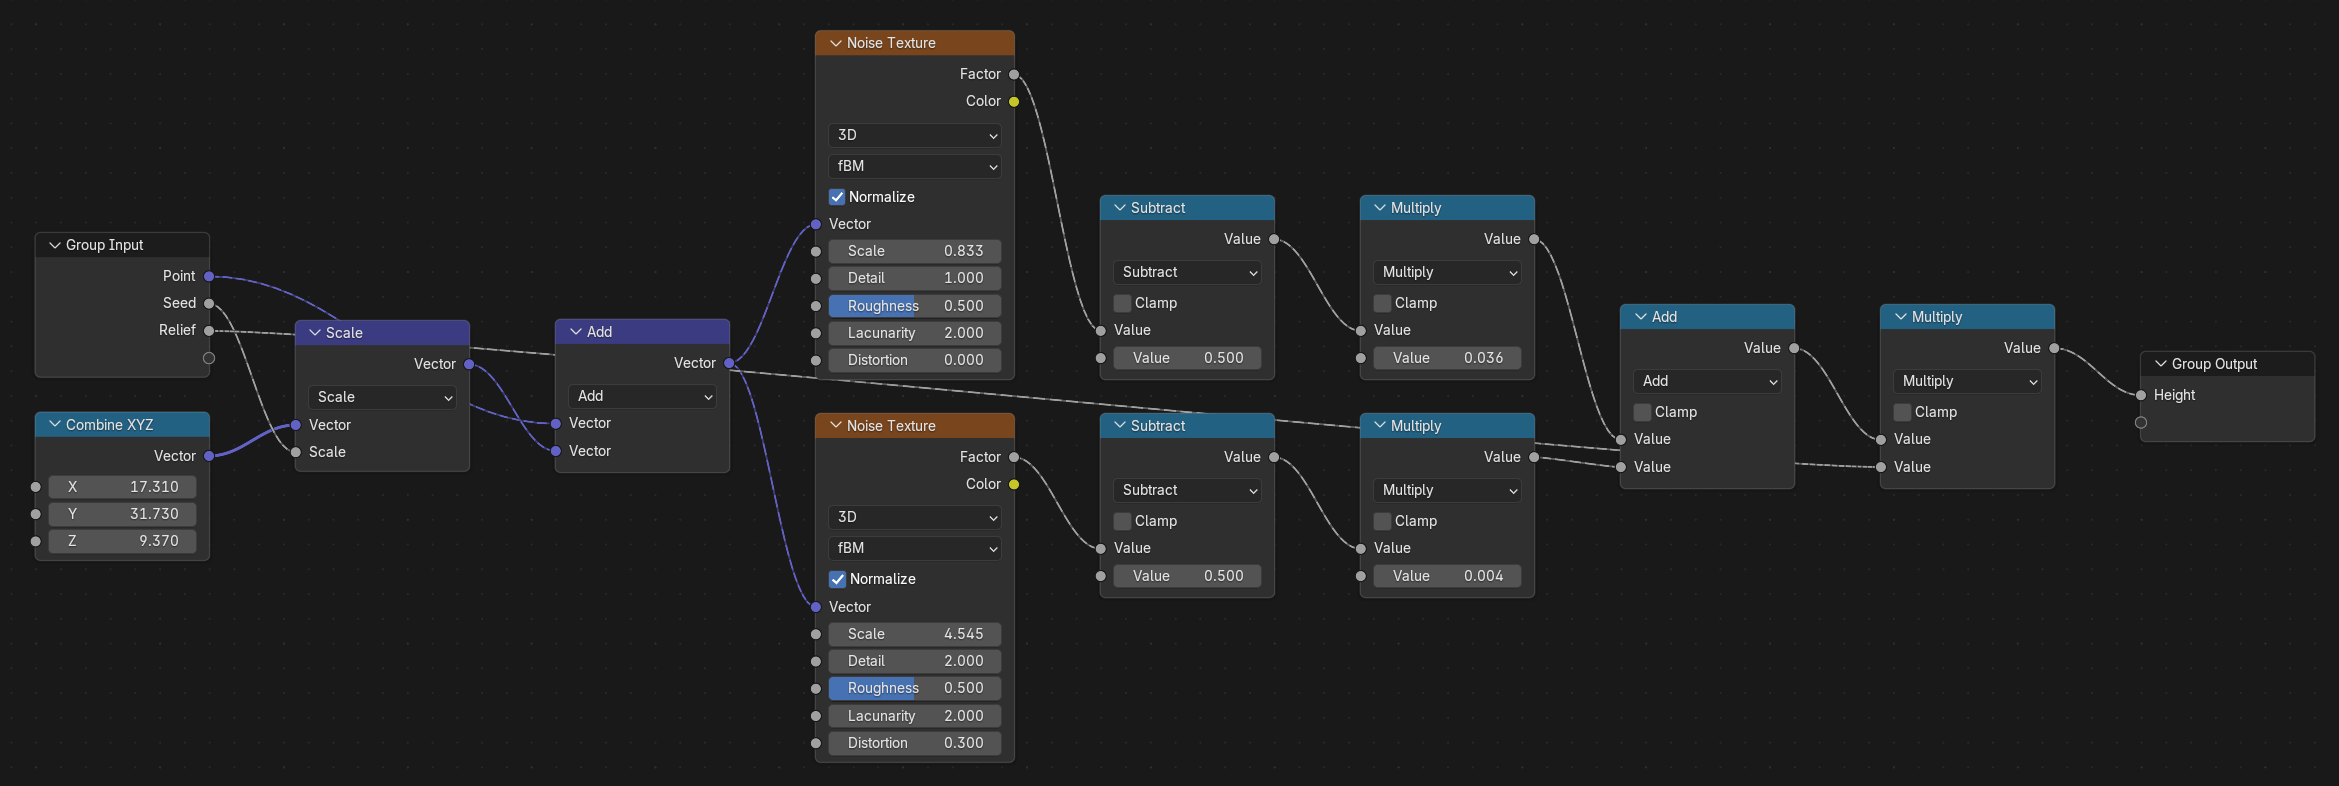 Group Input
Point
Seed
Relief
Combine XYZ
Vector
X 17.310
Y 31.730
Z 9.370
Scale
Vector
Scale
Vector
Scale
Add
Vector
Add
Vector
Vector
Noise Texture
Factor
Color
3D
fBM
Normalize
Vector
Scale 0.833
Detail 1.000
Roughness 0.500
Lacunarity 2.000
Distortion 0.000
Noise Texture
Factor
Color
3D
fBM
Normalize
Vector
Scale 4.545
Detail 2.000
Roughness 0.500
Lacunarity 2.000
Distortion 0.300
Subtract
Value
Subtract
Clamp
Value
Value 0.500
Subtract
Value
Subtract
Clamp
Value
Value 0.500
Multiply
Value
Multiply
Clamp
Value
Value 0.036
Multiply
Value
Multiply
Clamp
Value
Value 0.004
Add
Value
Add
Clamp
Value
Value
Multiply
Value
Multiply
Clamp
Value
Value
Group Output
Height